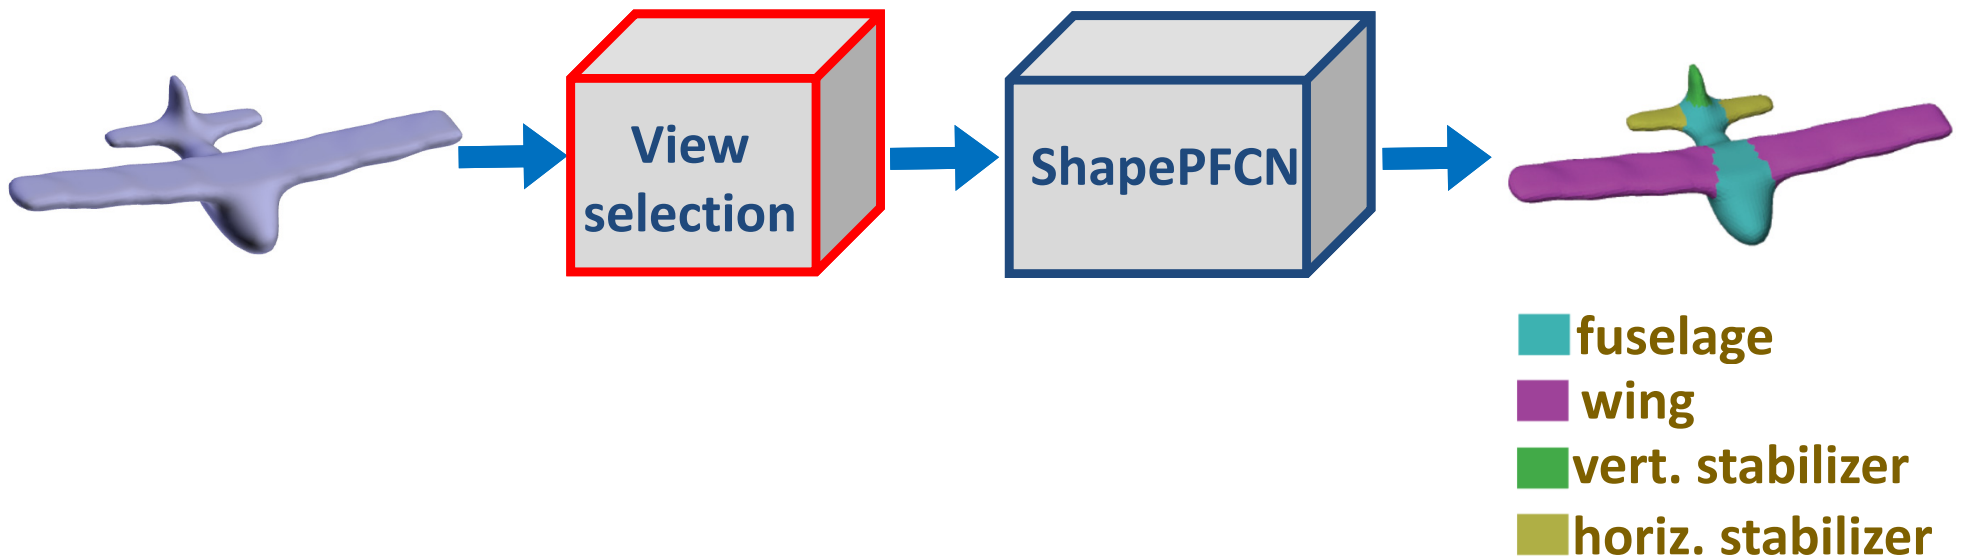 View
selection
ShapePFCN
fuselage
wing
vert. stabilizer
horiz. stabilizer